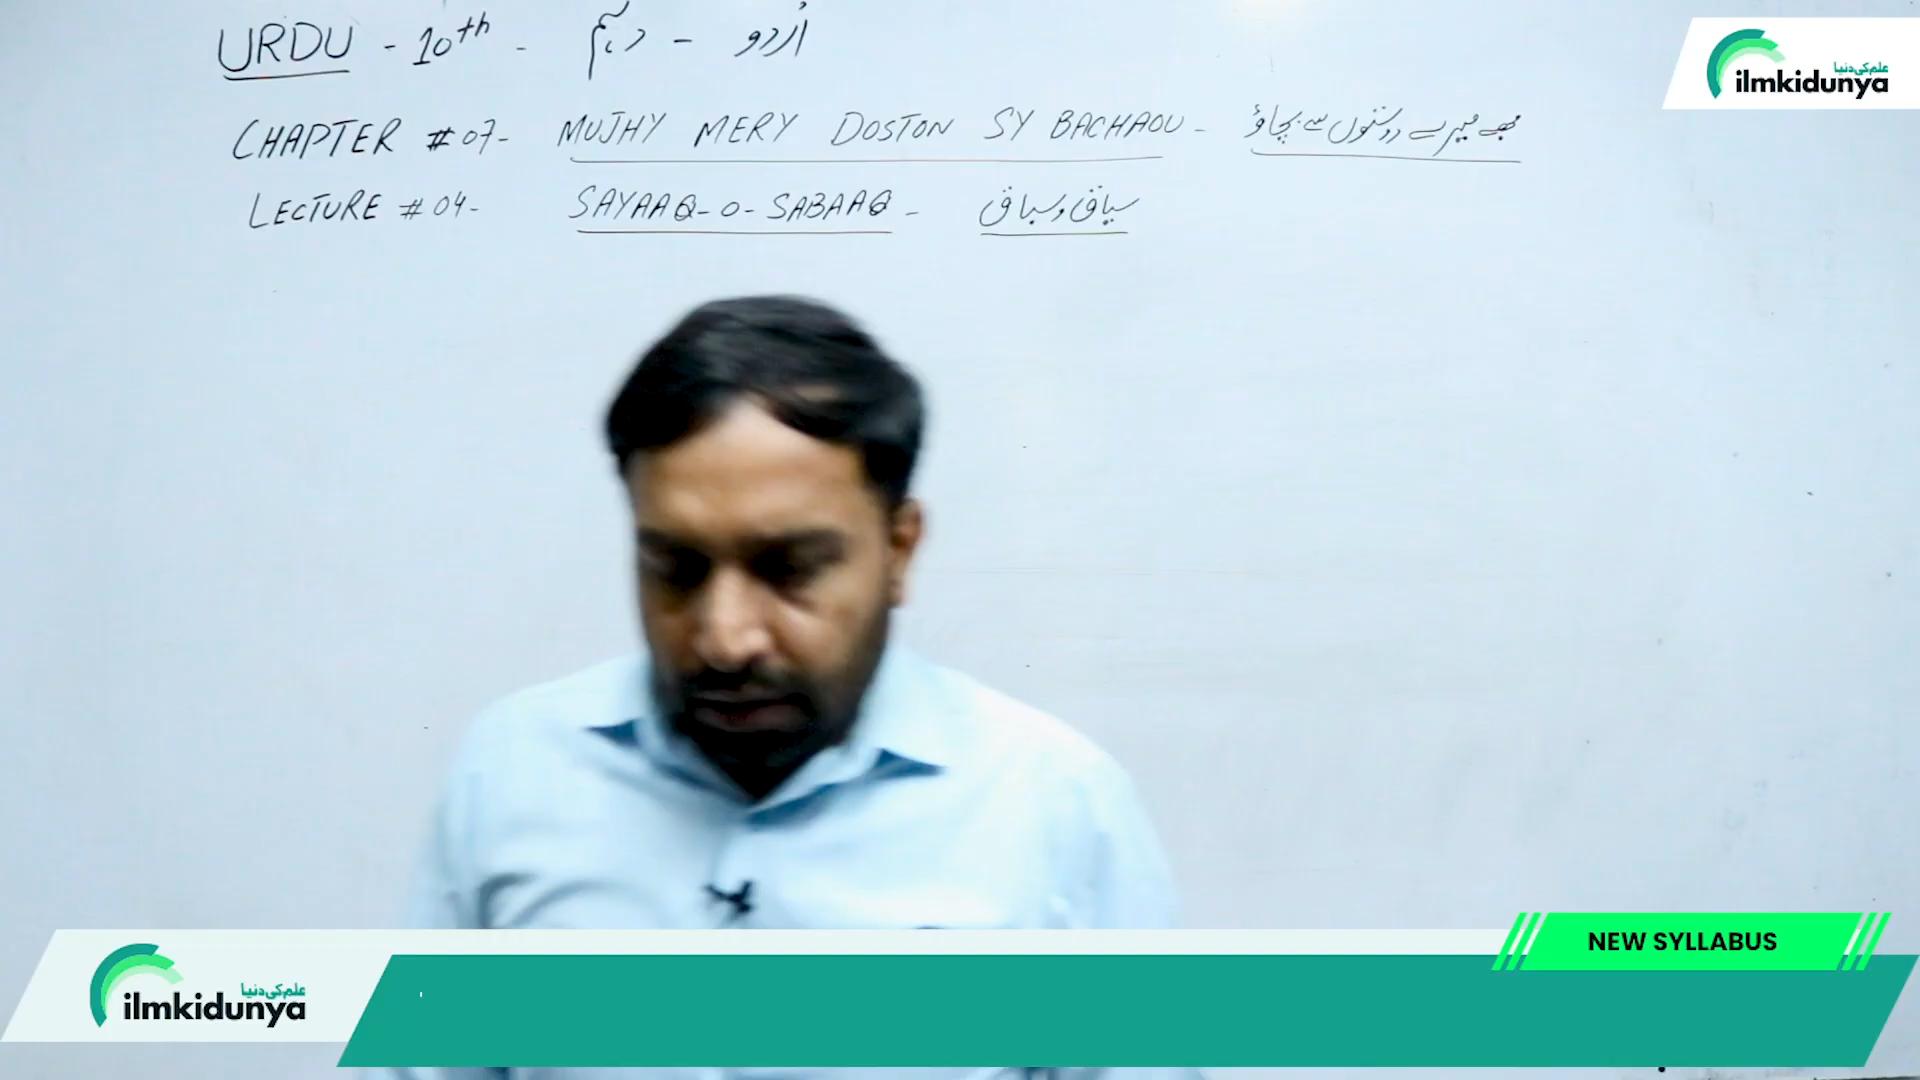 URDU - 10th - اُردو - دہم
CHAPTER # 07 - MUJHY MERY DOSTON SY BACHAOU - مجھے میرے دوستوں سے بچاؤ
LECTURE # 04 - SAYAAQ-O-SABAAQ - سیاق و سباق
علم کی دنیا
ilmkidunya
NEW SYLLABUS
علم کی دنیا
ilmkidunya